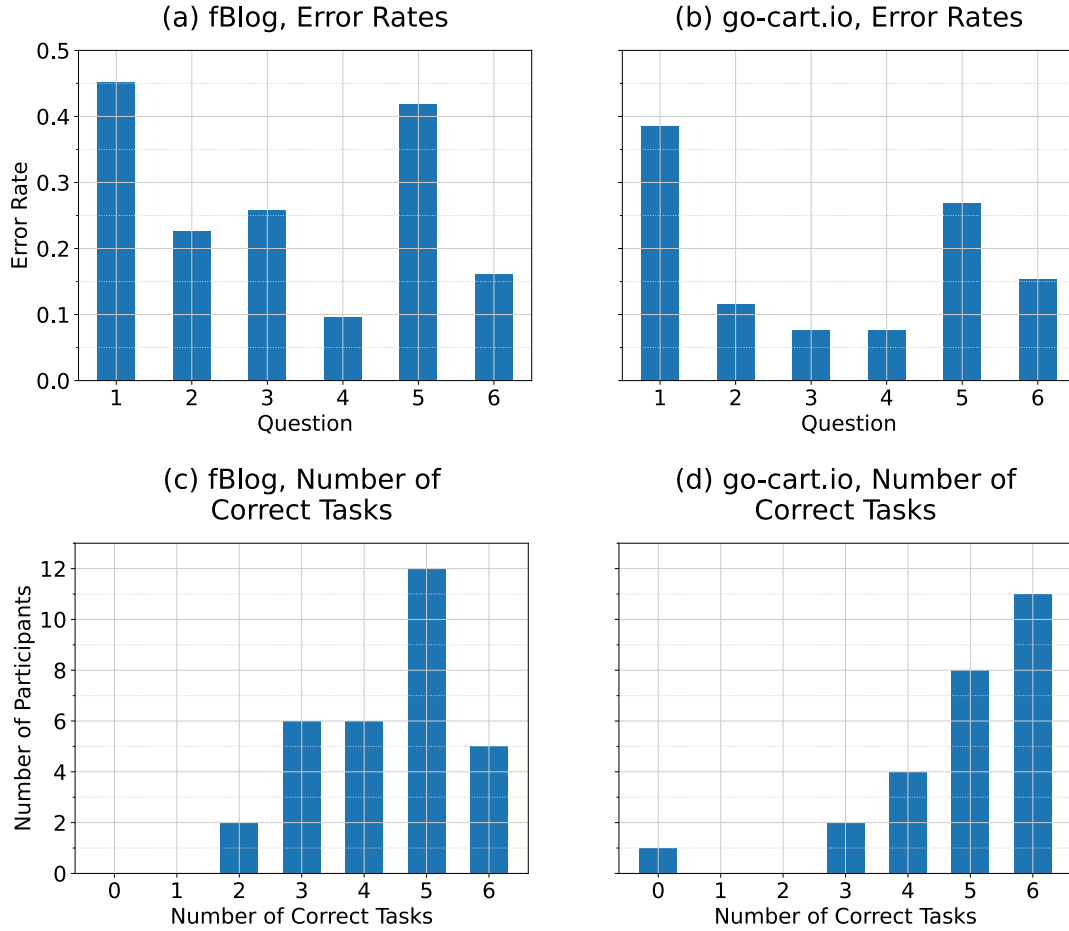 (a) fBlog, Error Rates
(b) go-cart.io, Error Rates
0.5
0.4
0.3
0.2
0.1
0.0
Error Rate
1 2 3 4 5 6
Question
1 2 3 4 5 6
Question
(c) fBlog, Number of
Correct Tasks
(d) go-cart.io, Number of
Correct Tasks
12
10
8
6
4
2
0
Number of Participants
0 1 2 3 4 5 6
Number of Correct Tasks
0 1 2 3 4 5 6
Number of Correct Tasks